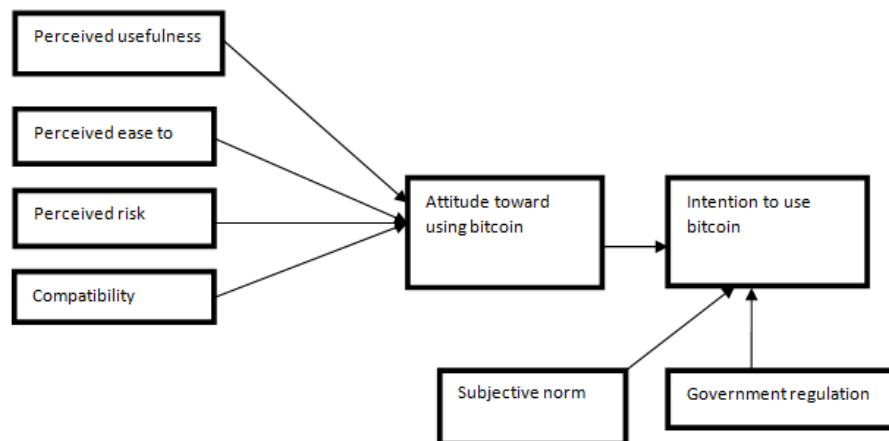 Perceived usefulness
Perceived ease to
Perceived risk
Compatibility
Attitude toward
using bitcoin
Intention to use
bitcoin
Subjective norm
Government regulation